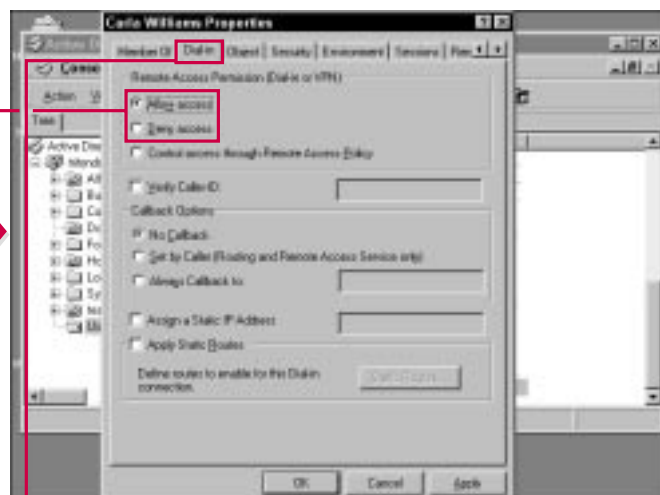 Carla Williams Properties
Member Of Dial-in Object Security Environment Sessions
Remote Access Permission (Dial-in or VPN)
Allow access
Deny access
Control access through Remote Access Policy
Verify Caller-ID:
Callback Options
No Callback
Set by Caller (Routing and Remote Access Service only)
Always Callback to:
Assign a Static IP Address
Apply Static Routes
Define routes to enable for this Dial-in
connection.
OK Cancel Apply
Action
Tree
Active Dire